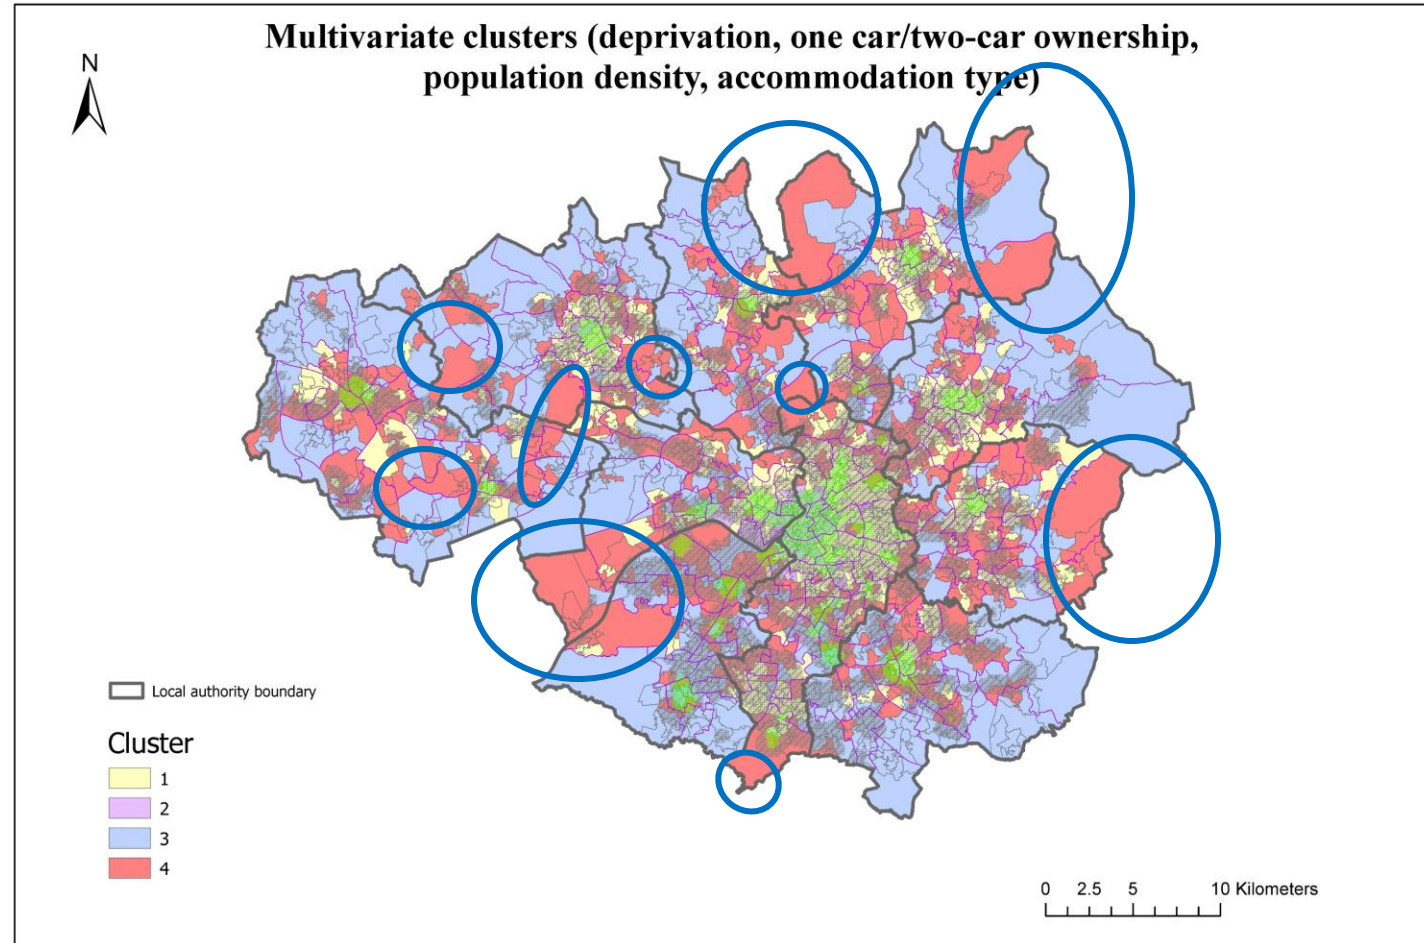 Multivariate clusters (deprivation, one car/two-car ownership,
population density, accommodation type)
N
Local authority boundary
Cluster
1
2
3
4
0 2.5 5 10 Kilometers